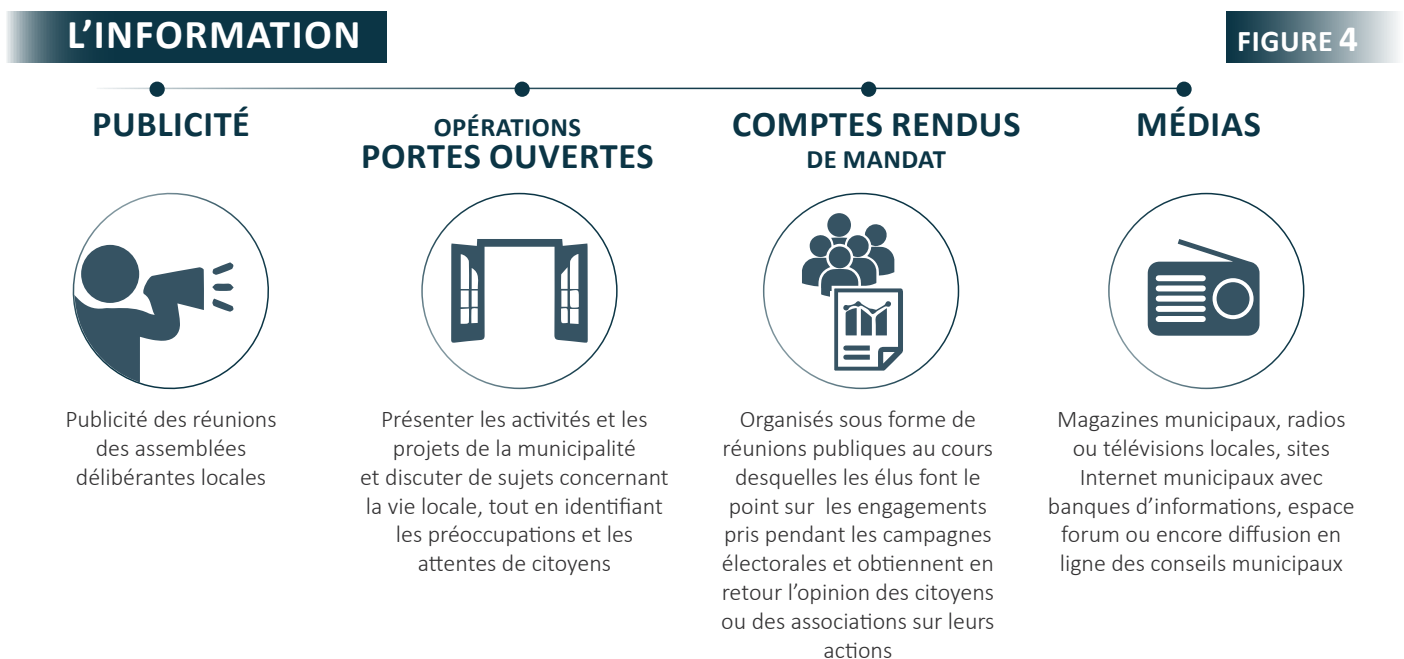 L’INFORMATION
FIGURE 4
PUBLICITÉ
Publicité des réunions
des assemblées
délibérantes locales
OPÉRATIONS
PORTES OUVERTES
Présenter les activités et les
projets de la municipalité
et discuter de sujets concernant
la vie locale, tout en identifiant
les préoccupations et les
attentes de citoyens
COMPTES RENDUS
DE MANDAT
Organisés sous forme de
réunions publiques au cours
desquelles les élus font le
point sur les engagements
pris pendant les campagnes
électorales et obtiennent en
retour l’opinion des citoyens
ou des associations sur leurs
actions
MÉDIAS
Magazines municipaux, radios
ou télévisions locales, sites
Internet municipaux avec
banques d’informations, espace
forum ou encore diffusion en
ligne des conseils municipaux